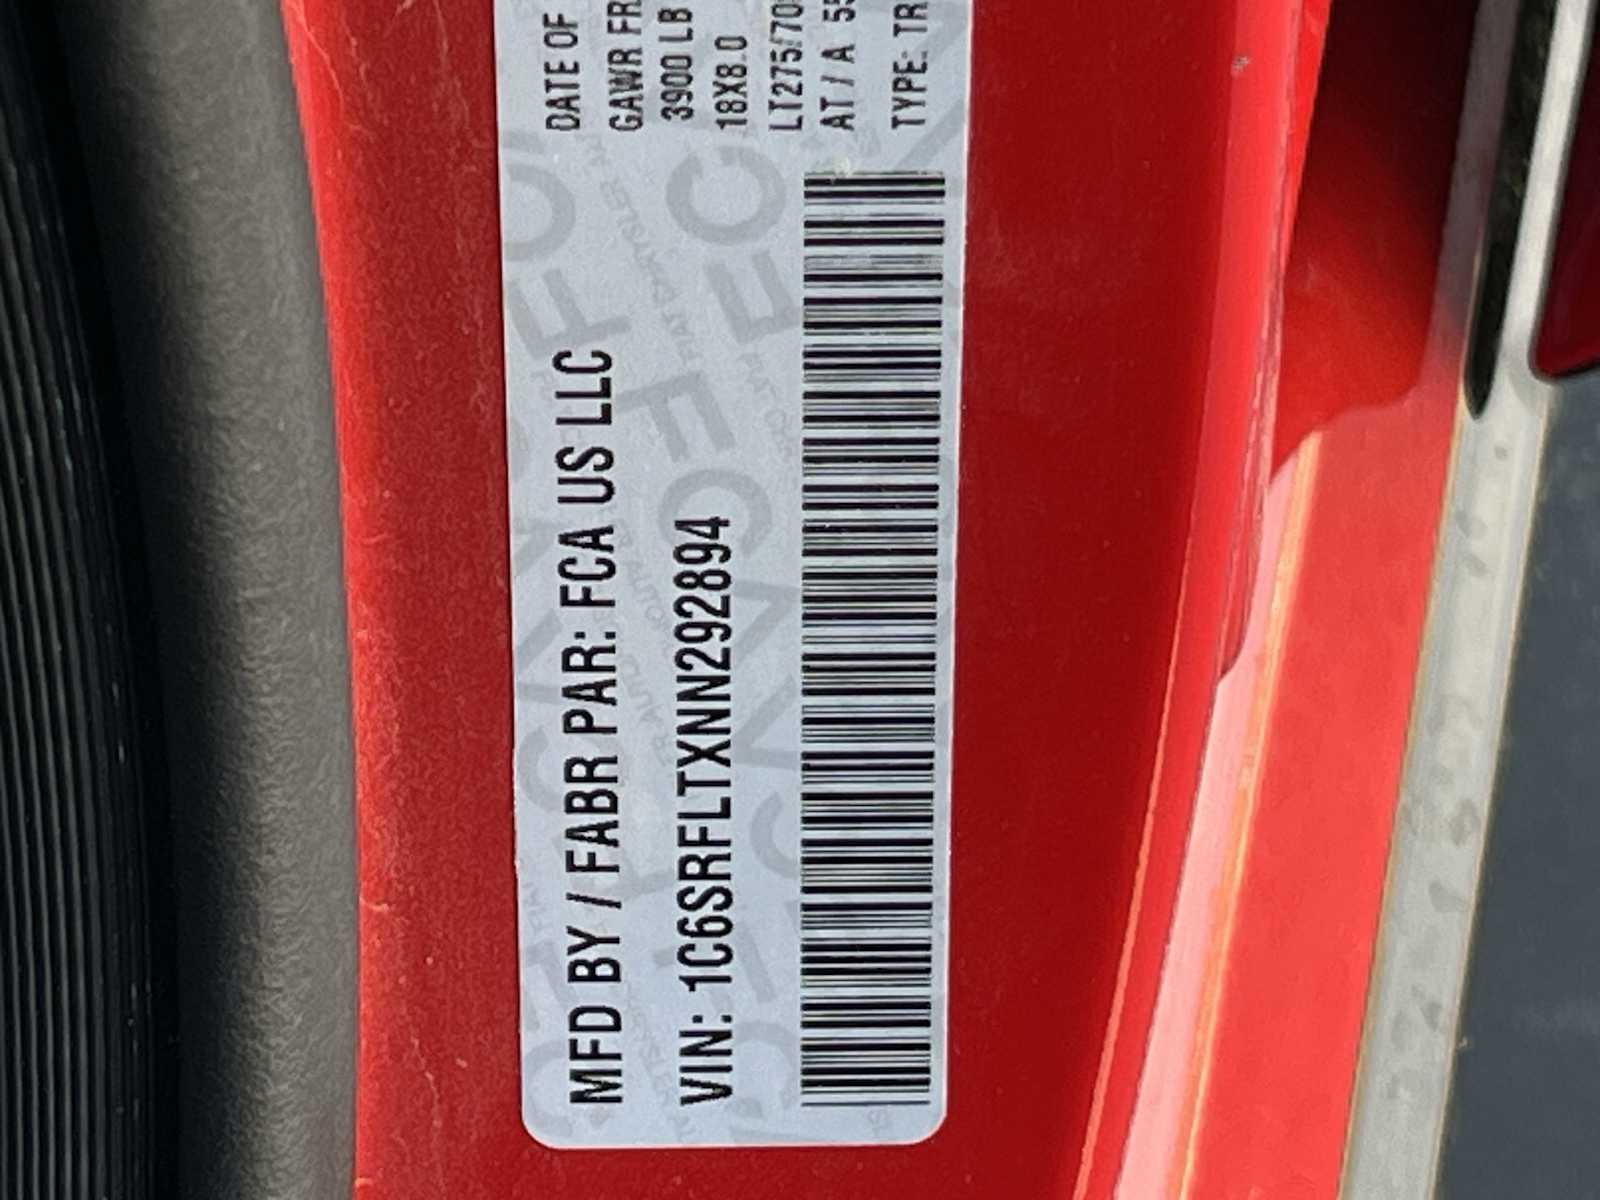 MFD BY / FABR PAR: FCA US LLC
VIN: 1C6SRFLTXNN292894
DATE OF
GAWR FR
3900 LB
18X8.0
LT275/70
AT / A 55
TYPE: TR